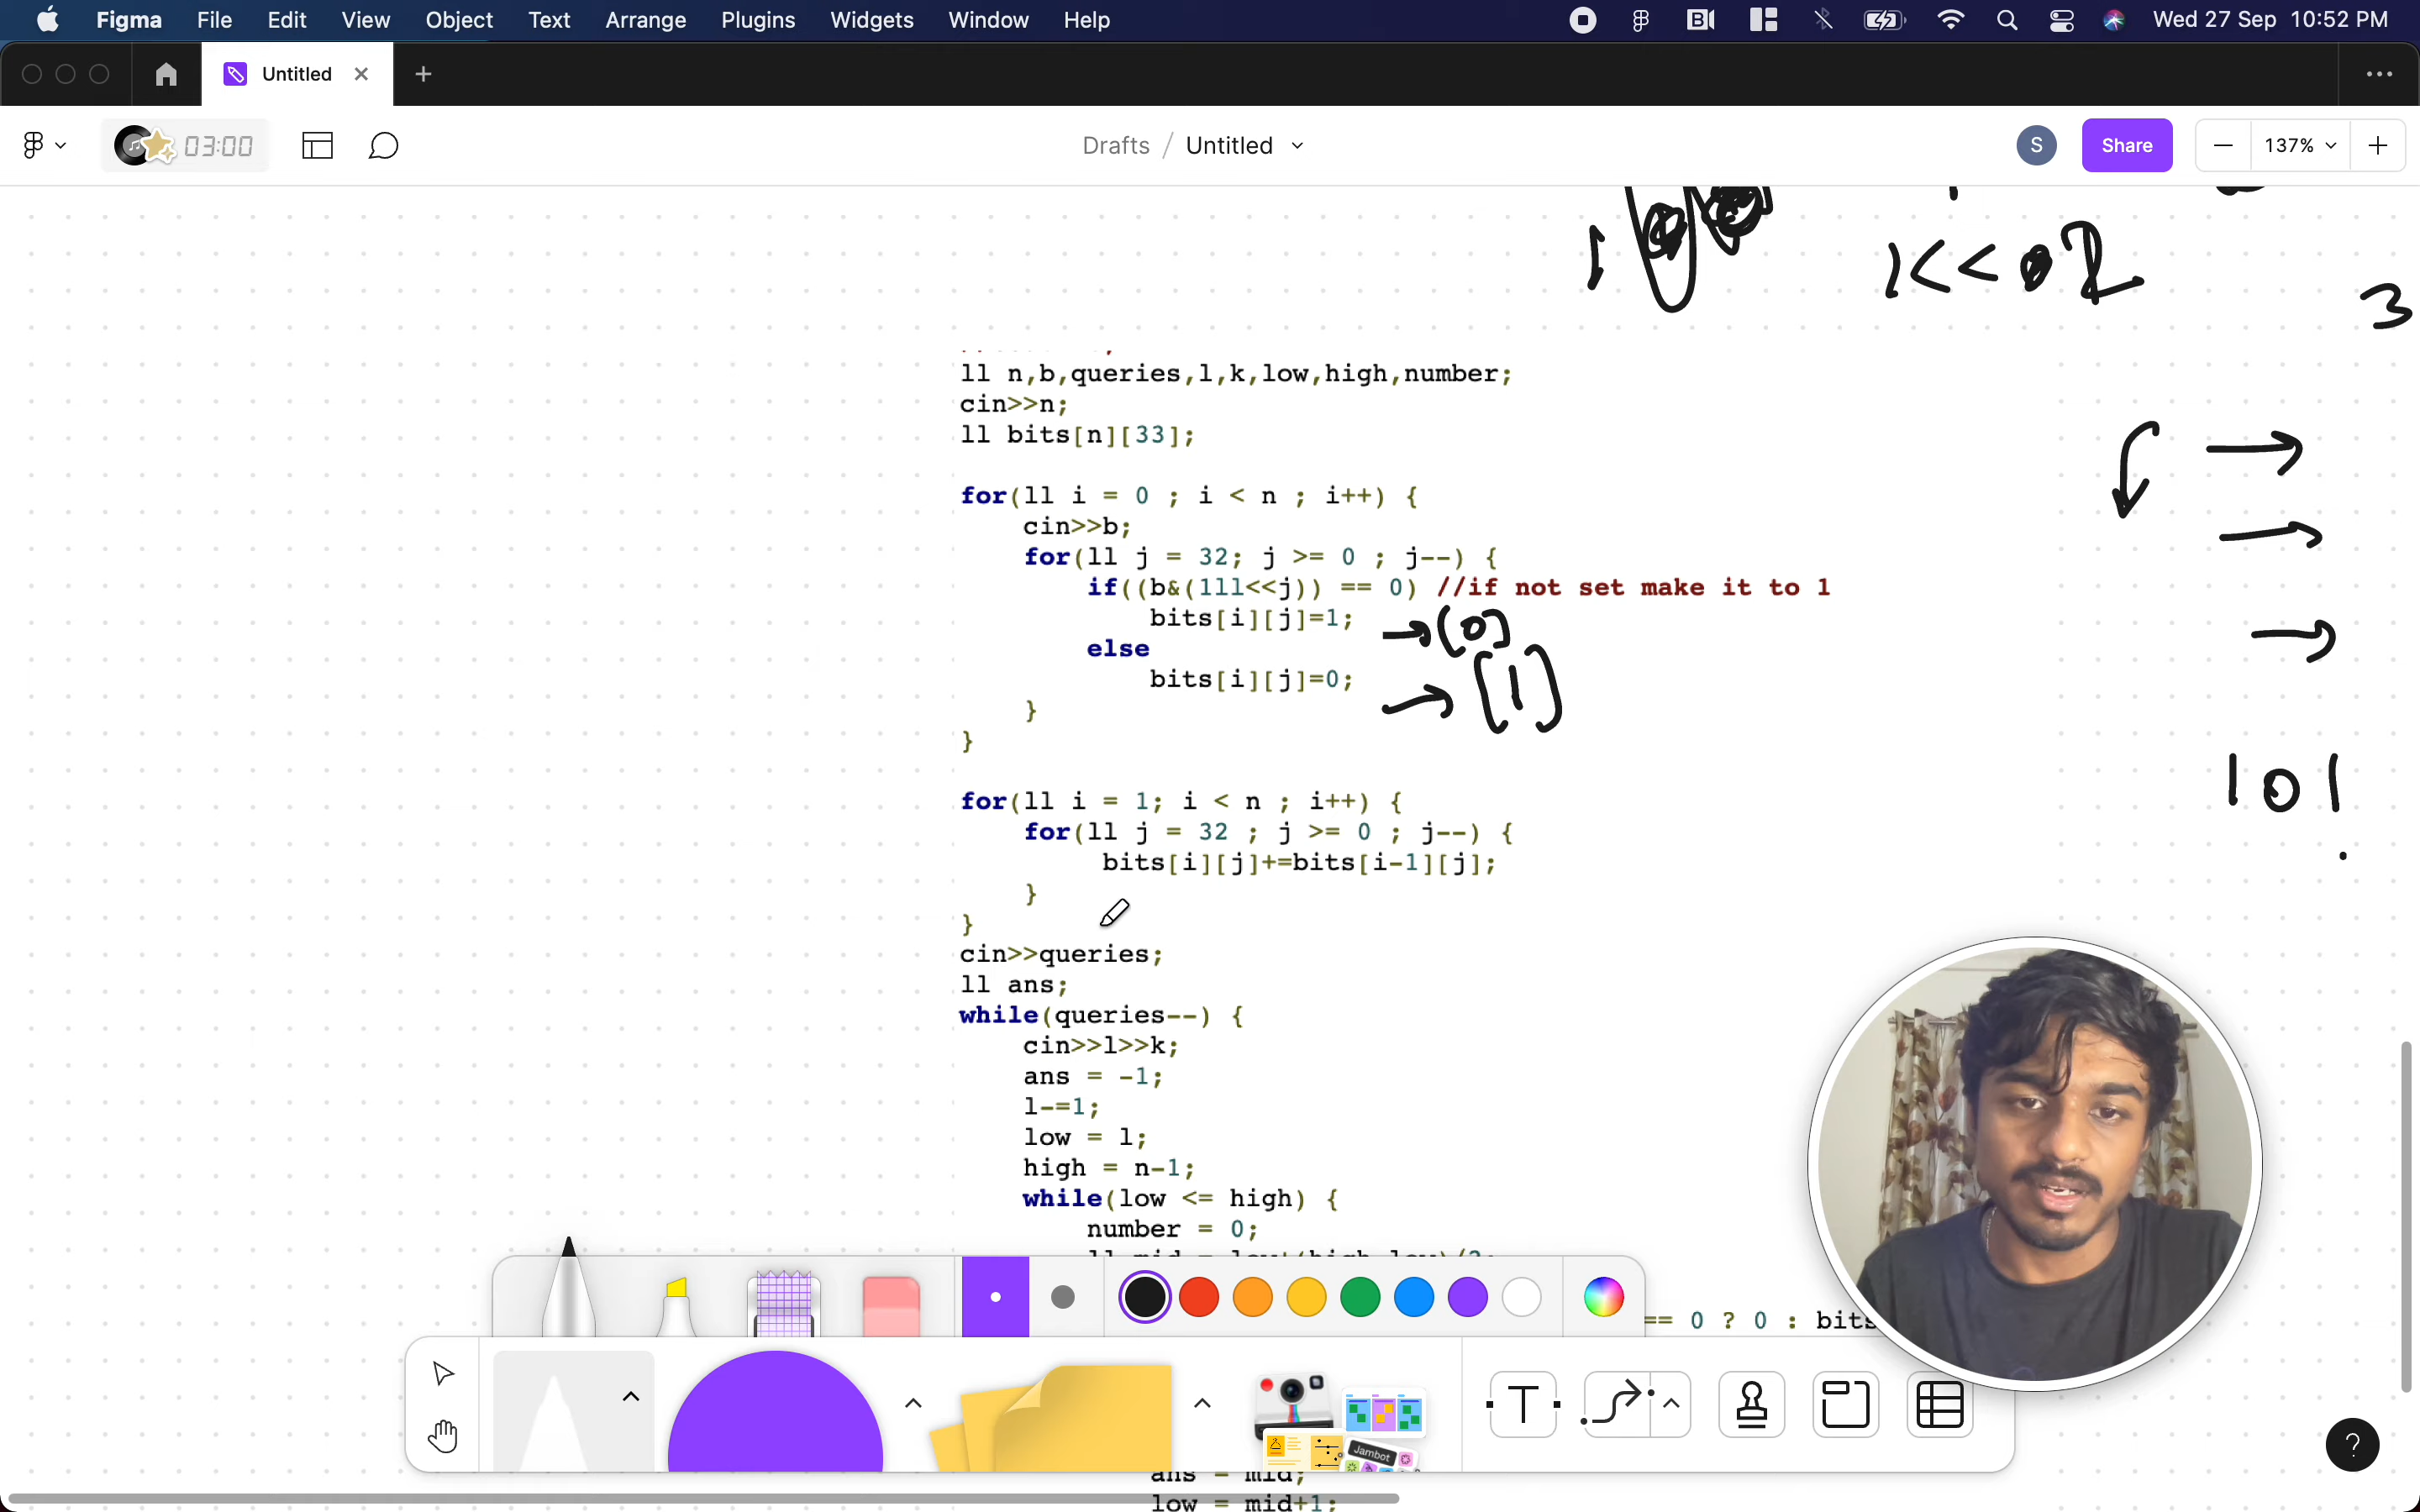 Figma File Edit View Object Text Arrange Plugins Widgets Window Help Wed 27 Sep 10:52 PM
Untitled
03:00 Drafts / Untitled S Share 137%
1<<02
3
ll n,b,queries,l,k,low,high,number;
cin>>n;
ll bits[n][33];
for(ll i = 0 ; i < n ; i++) {
cin>>b;
for(ll j = 32; j >= 0 ; j--) {
if((b&(1ll<<j)) == 0) //if not set make it to 1
bits[i][j]=1; → [0]
else
bits[i][j]=0; → [1]
}
}
101
for(ll i = 1; i < n ; i++) {
for(ll j = 32 ; j >= 0 ; j--) {
bits[i][j]+=bits[i-1][j];
}
}
cin>>queries;
ll ans;
while(queries--) {
cin>>l>>k;
ans = -1;
l-=1;
low = l;
high = n-1;
while(low <= high) {
number = 0;
== 0 ? 0 : bits
T
Jambot
?
ans = mid;
low = mid+1;